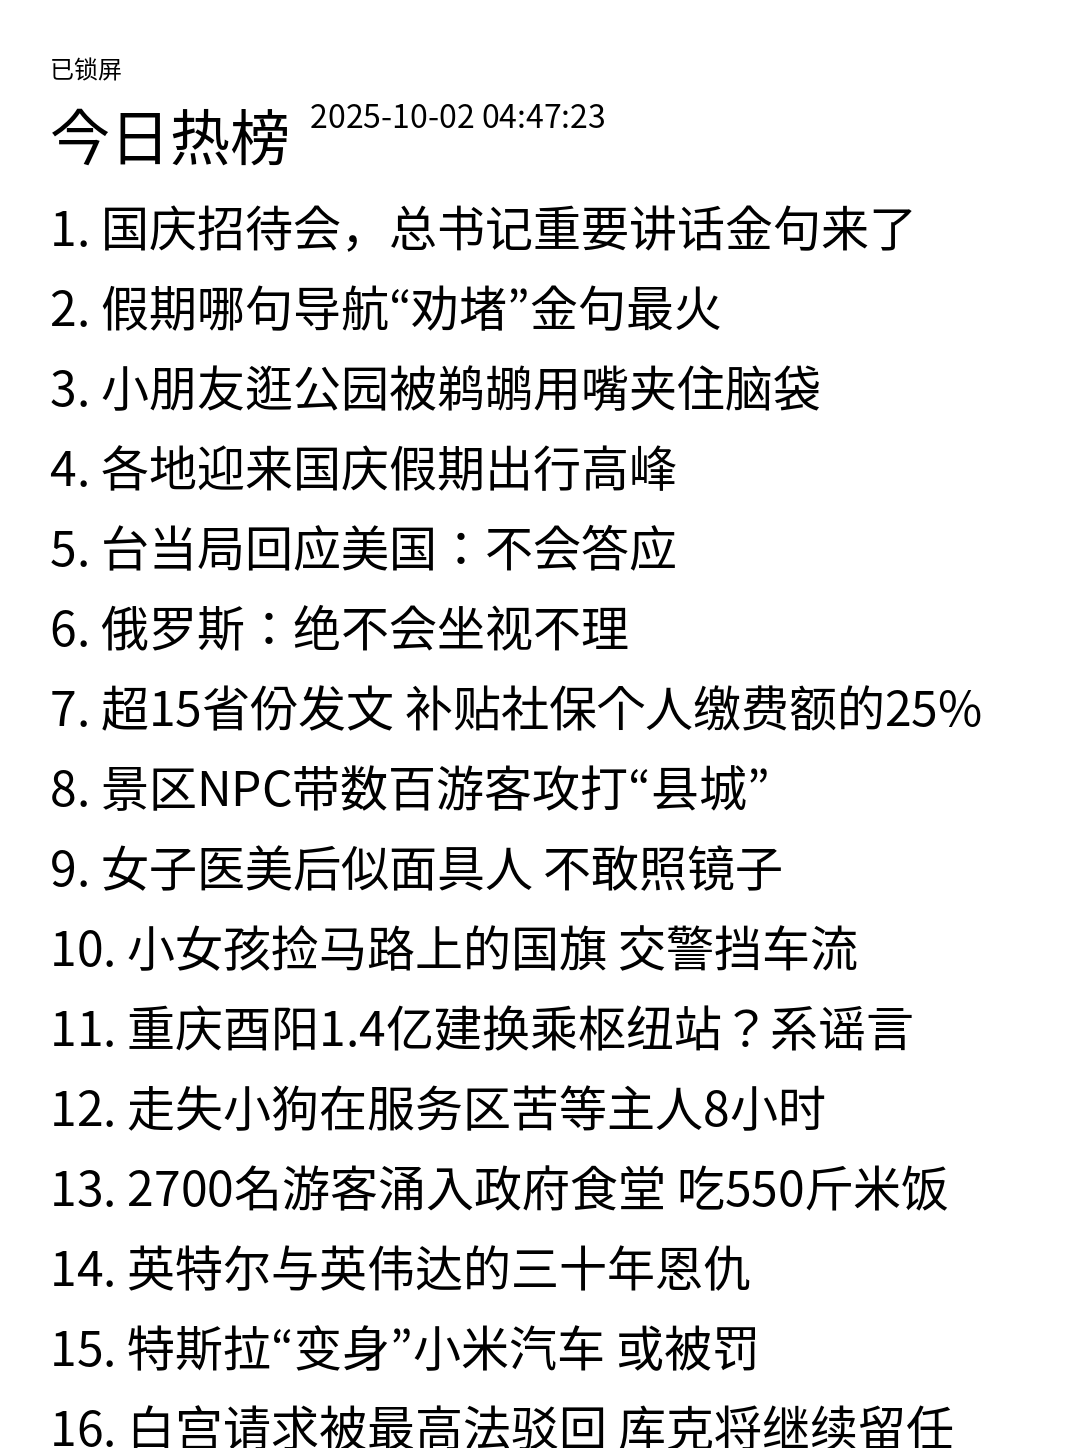 已锁屏
今日热榜 2025-10-02 04:47:23
1. 国庆招待会，总书记重要讲话金句来了
2. 假期哪句导航“劝堵”金句最火
3. 小朋友逛公园被鹈鹕用嘴夹住脑袋
4. 各地迎来国庆假期出行高峰
5. 台当局回应美国：不会答应
6. 俄罗斯：绝不会坐视不理
7. 超15省份发文 补贴社保个人缴费额的25%
8. 景区NPC带数百游客攻打“县城”
9. 女子医美后似面具人 不敢照镜子
10. 小女孩捡马路上的国旗 交警挡车流
11. 重庆酉阳1.4亿建换乘枢纽站？系谣言
12. 走失小狗在服务区苦等主人8小时
13. 2700名游客涌入政府食堂 吃550斤米饭
14. 英特尔与英伟达的三十年恩仇
15. 特斯拉“变身”小米汽车 或被罚
16. 白宫请求被最高法驳回 库克将继续留任